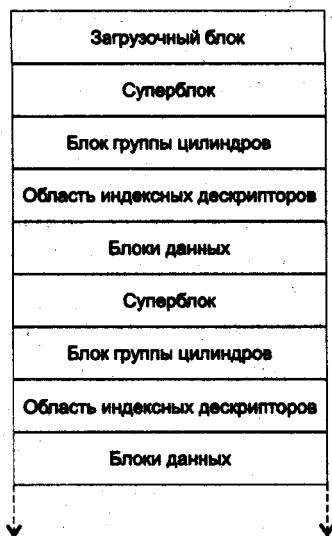 Загрузочный блок
Суперблок
Блок группы цилиндров
Область индексных дескрипторов
Блоки данных
Суперблок
Блок группы цилиндров
Область индексных дескрипторов
Блоки данных